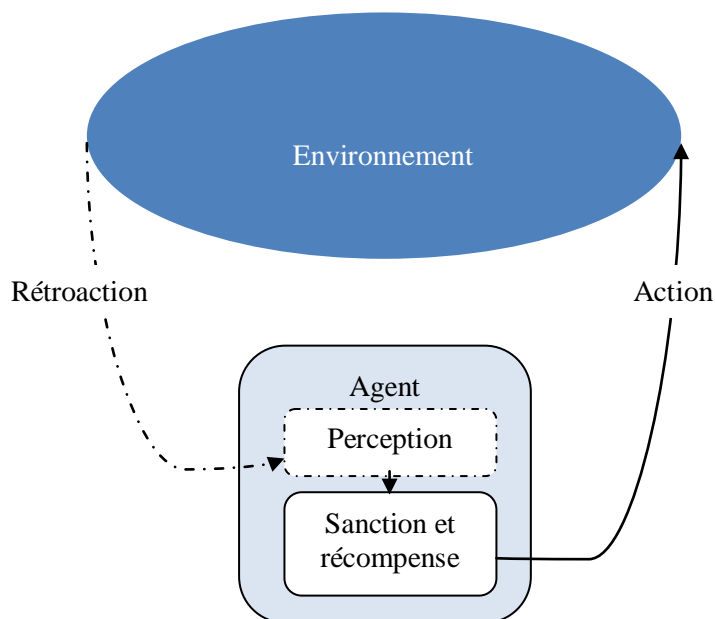 Environnement
Rétroaction
Action
Agent
Perception
Sanction et
récompense